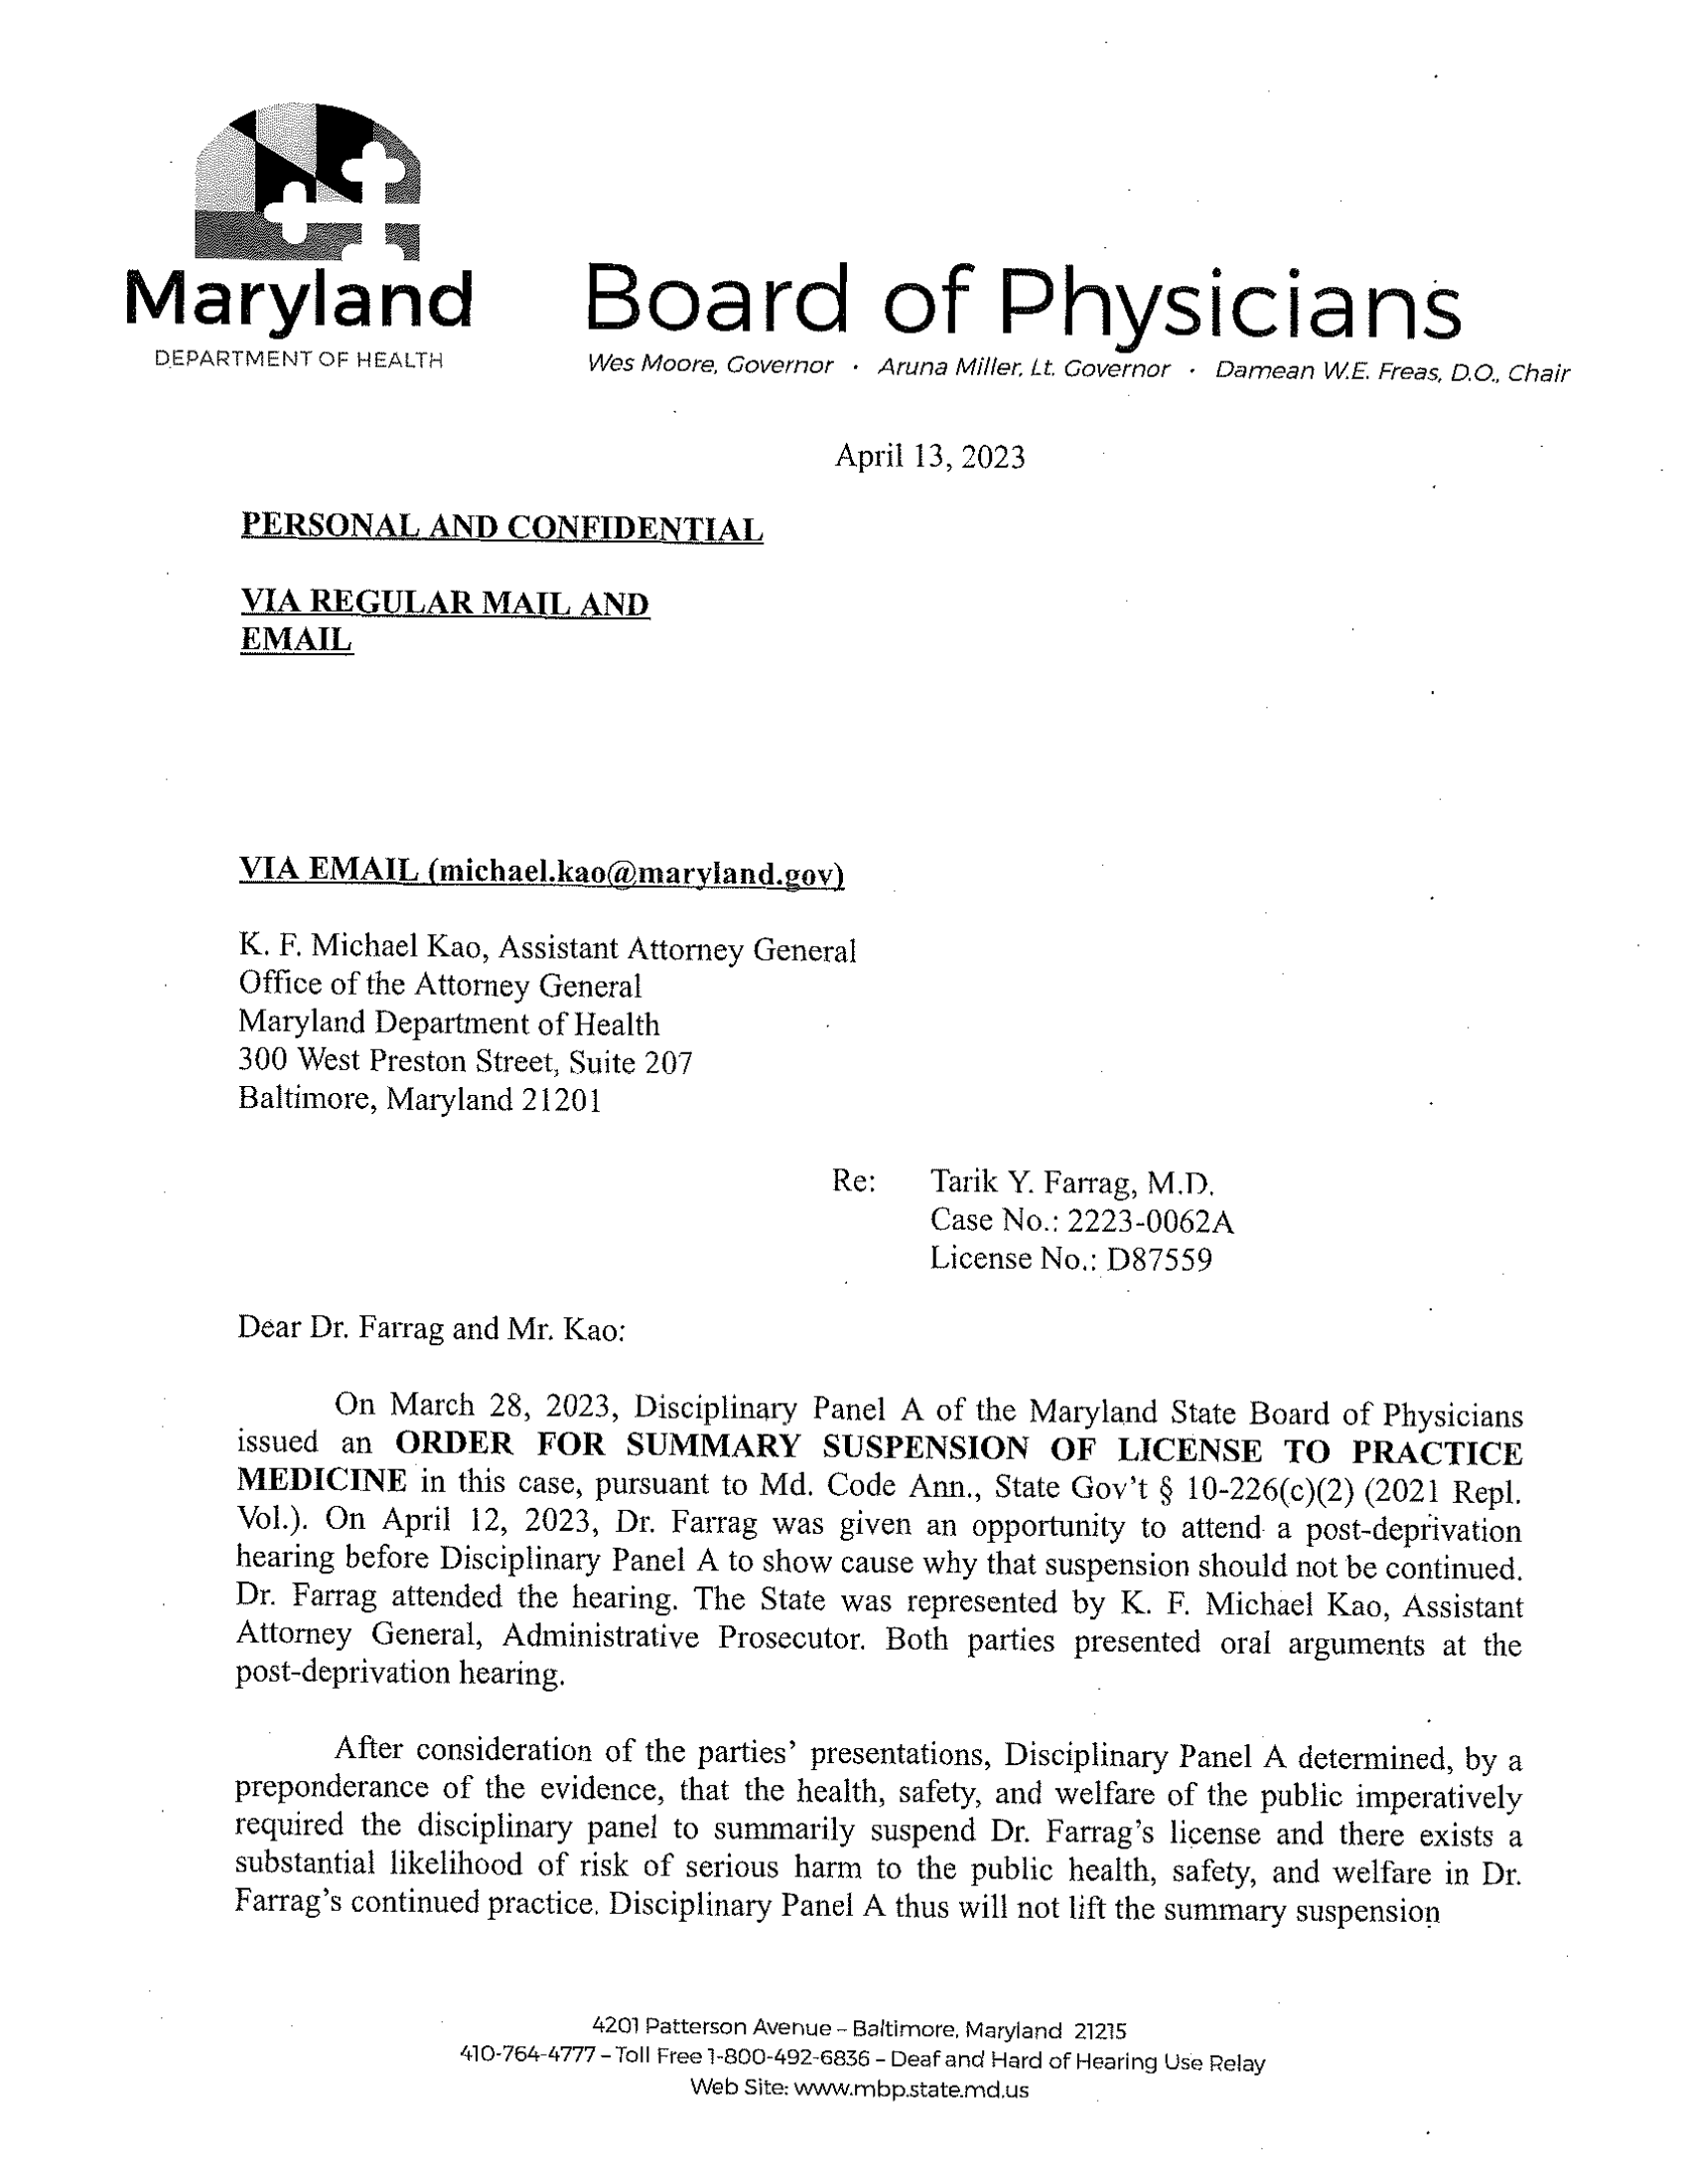 Maryland
DEPARTMENT OF HEALTH
Board of Physicians
Wes Moore, Governor · Aruna Miller, Lt. Governor · Damean W.E. Freas, D.O., Chair
April 13, 2023
PERSONAL AND CONFIDENTIAL
VIA REGULAR MAIL AND
EMAIL
VIA EMAIL (michael.kao@maryland.gov)
K. F. Michael Kao, Assistant Attorney General
Office of the Attorney General
Maryland Department of Health
300 West Preston Street, Suite 207
Baltimore, Maryland 21201
Re: Tarik Y. Farrag, M.D.
Case No.: 2223-0062A
License No.: D87559
Dear Dr. Farrag and Mr. Kao:
On March 28, 2023, Disciplinary Panel A of the Maryland State Board of Physicians
issued an ORDER FOR SUMMARY SUSPENSION OF LICENSE TO PRACTICE
MEDICINE in this case, pursuant to Md. Code Ann., State Gov't § 10-226(c)(2) (2021 Repl.
Vol.). On April 12, 2023, Dr. Farrag was given an opportunity to attend a post-deprivation
hearing before Disciplinary Panel A to show cause why that suspension should not be continued.
Dr. Farrag attended the hearing. The State was represented by K. F. Michael Kao, Assistant
Attorney General, Administrative Prosecutor. Both parties presented oral arguments at the
post-deprivation hearing.
After consideration of the parties' presentations, Disciplinary Panel A determined, by a
preponderance of the evidence, that the health, safety, and welfare of the public imperatively
required the disciplinary panel to summarily suspend Dr. Farrag's license and there exists a
substantial likelihood of risk of serious harm to the public health, safety, and welfare in Dr.
Farrag's continued practice. Disciplinary Panel A thus will not lift the summary suspension
4201 Patterson Avenue – Baltimore, Maryland 21215
410-764-4777 – Toll Free 1-800-492-6836 – Deaf and Hard of Hearing Use Relay
Web Site: www.mbp.state.md.us